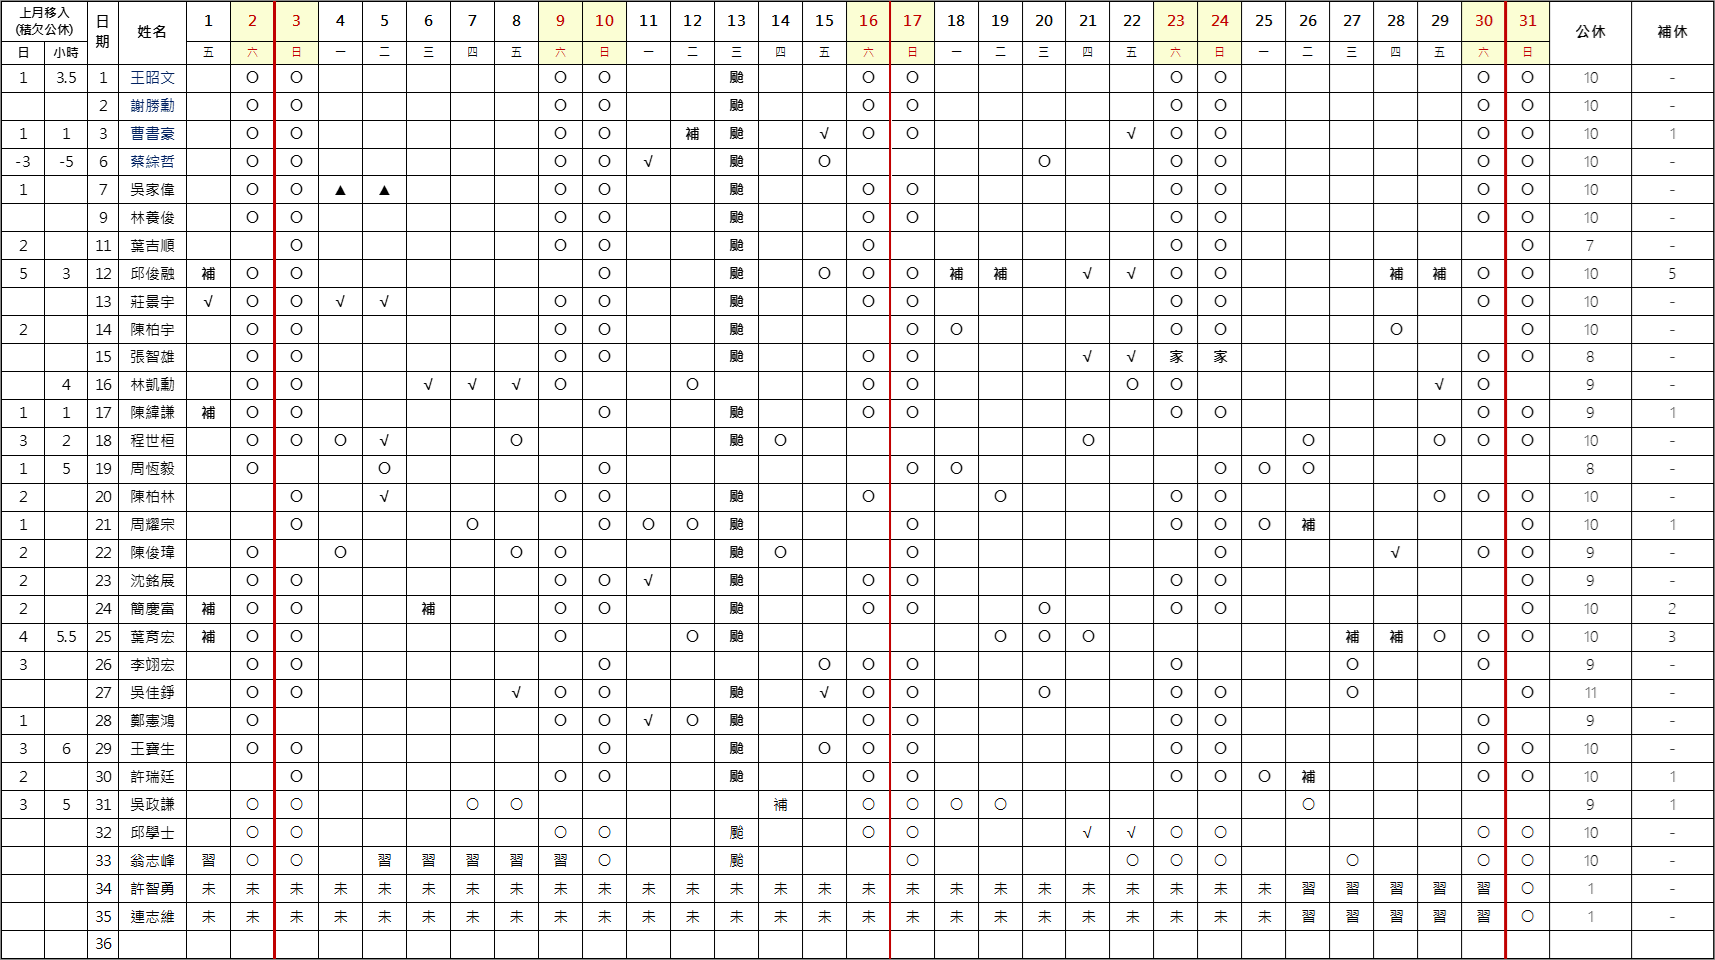 上月移入 日 姓名 1 2 3 4 5 6 7 8 9 10 11 12 13 14 15 16 17 18 19 20 21 22 23 24 25 26 27 28 29 30 31 公休 補休
(積欠公休) 期
日 小時 五 六 日 一 二 三 四 五 六 日 一 二 三 四 五 六 日 一 二 三 四 五 六 日 一 二 三 四 五 六 日
1 3.5 1 王昭文 O O O O 颱 O O O O O O 10 -
2 謝勝勳 O O O O 颱 O O O O O O 10 -
1 1 3 曹書豪 O O O O 補 颱 √ O O √ O O O O 10 1
-3 -5 6 蔡綜哲 O O O O √ 颱 O O O O O O 10 -
1 7 吳家偉 O O ▲ ▲ O O 颱 O O O O O O 10 -
9 林養俊 O O O O 颱 O O O O O O 10 -
2 11 葉吉順 O O O 颱 O O O O 7 -
5 3 12 邱俊融 補 O O O 颱 O O O 補 補 √ √ O O 補 補 O O 10 5
13 莊景宇 √ O O √ √ O O 颱 O O O O O O 10 -
2 14 陳柏宇 O O O O 颱 O O O O O O 10 -
15 張智雄 O O O O 颱 O O √ √ 家 家 O O 8 -
4 16 林凱勳 O O √ √ √ O O O O O O √ O 9 -
1 1 17 陳緯謙 補 O O O 颱 O O O O O O 9 1
3 2 18 程世桓 O O O √ O 颱 O O O O O O 10 -
1 5 19 周恆毅 O O O O O O O O 8 -
2 20 陳柏林 O √ O O 颱 O O O O O O O 10 -
1 21 周耀宗 O O O O O 颱 O O O O 補 O 10 1
2 22 陳俊瑋 O O O O 颱 O O O √ O O 9 -
2 23 沈銘展 O O O O √ 颱 O O O O O 9 -
2 24 簡慶富 補 O O 補 O O 颱 O O O O O O 10 2
4 5.5 25 葉育宏 補 O O O O 颱 O O O 補 補 O O O 10 3
3 26 李翊宏 O O O O O O O O O 9 -
27 吳佳錚 O O √ O O 颱 √ O O O O O O O 11 -
1 28 鄭憲鴻 O O O √ O 颱 O O O O O 9 -
3 6 29 王寶生 O O O 颱 O O O O O O O 10 -
2 30 許瑞廷 O O O 颱 O O O O O 補 O O 10 1
3 5 31 吳政謙 O O O O 補 O O O O O 9 1
32 邱學士 O O O O 颱 O O √ √ O O O O 10 -
33 翁志峰 習 O O 習 習 習 習 習 O 颱 O O O O O O O 10 -
34 許智勇 未 未 未 未 未 未 未 未 未 未 未 未 未 未 未 未 未 未 未 未 未 未 未 未 未 習 習 習 習 習 O 1 -
35 連志維 未 未 未 未 未 未 未 未 未 未 未 未 未 未 未 未 未 未 未 未 未 未 未 未 未 習 習 習 習 習 O 1 -
36